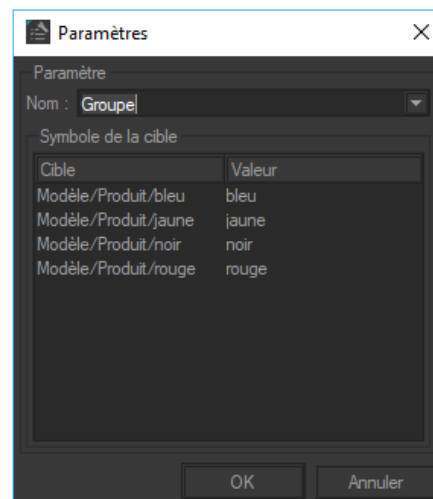 Paramètres
Paramètre
Nom : Groupe
Symbole de la cible
Cible Valeur
Modèle/Produit/bleu bleu
Modèle/Produit/jaune jaune
Modèle/Produit/noir noir
Modèle/Produit/rouge rouge
OK Annuler